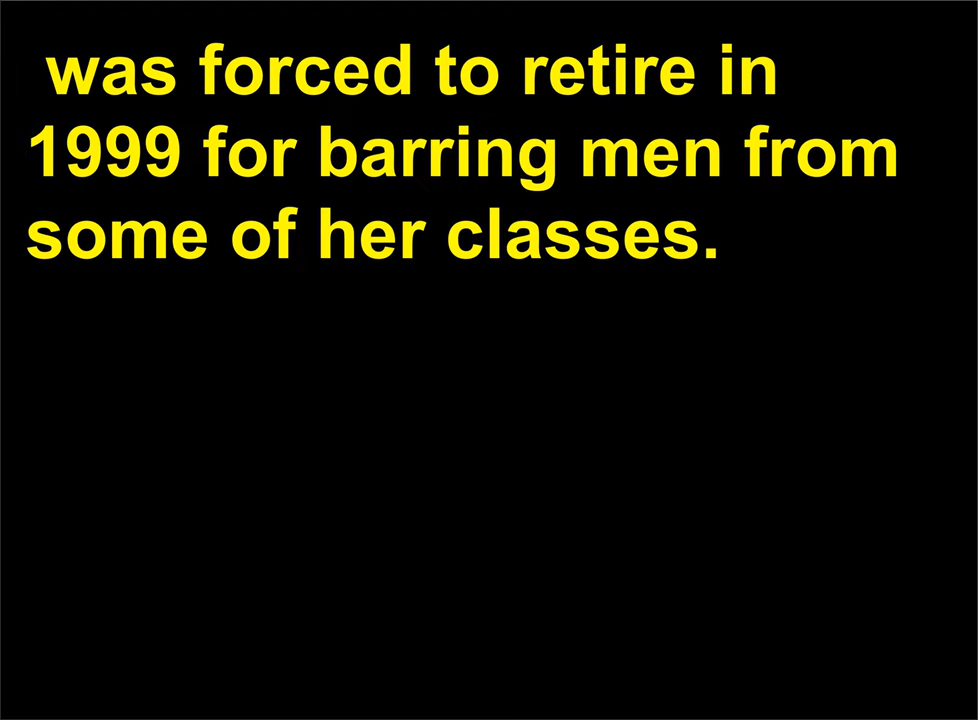 was forced to retire in
1999 for barring men from
some of her classes.